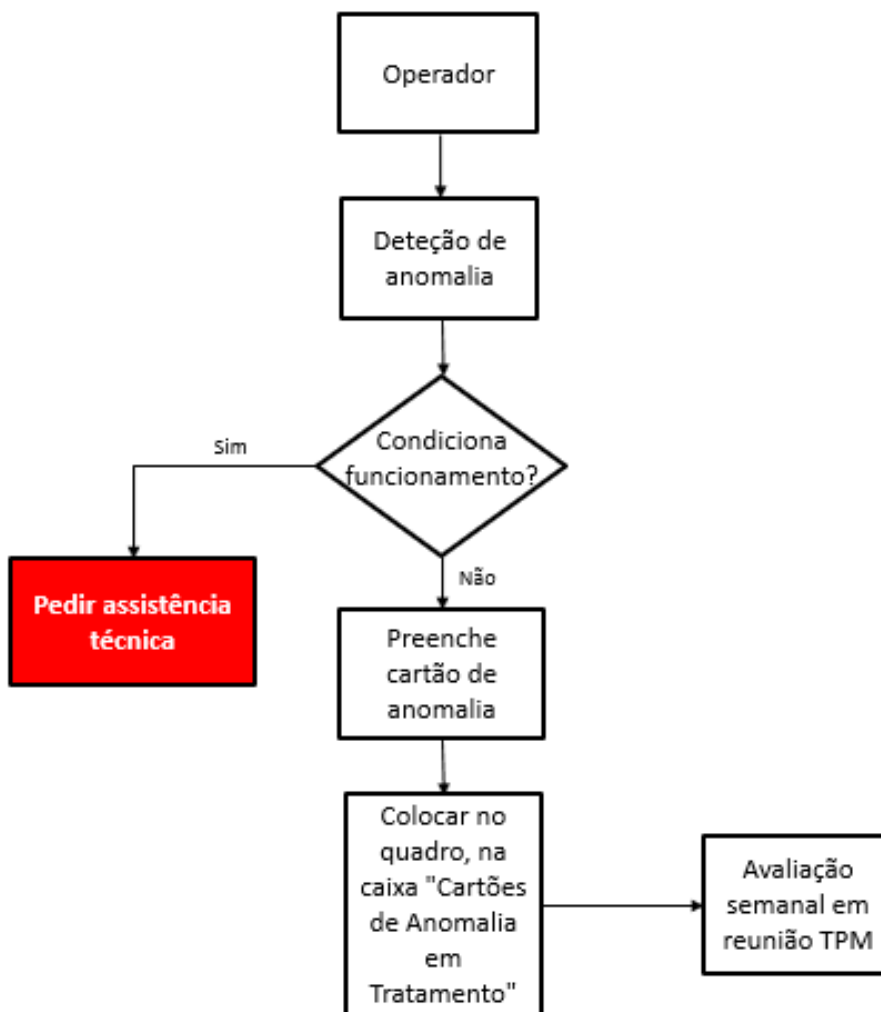 Operador
Deteção de
anomalia
Condiciona
funcionamento?
Sim
Não
Pedir assistência
técnica
Preenche
cartão de
anomalia
Colocar no
quadro, na
caixa "Cartões
de Anomalia
em
Tratamento"
Avaliação
semanal em
reunião TPM